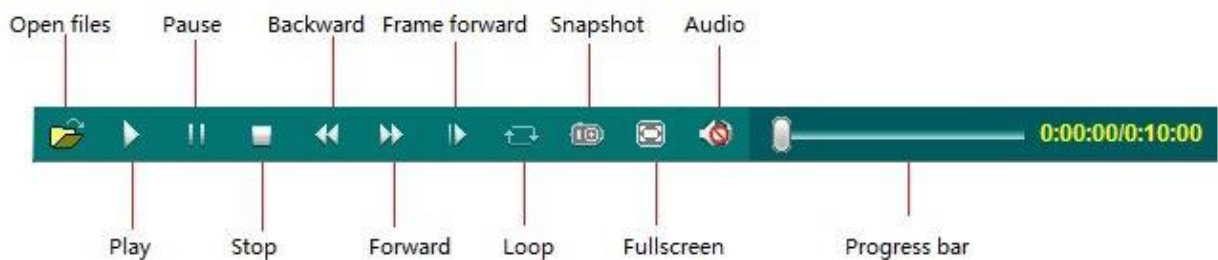 Open files Pause Backward Frame forward Snapshot Audio
0:00:00/0:10:00
Play Stop Forward Loop Fullscreen Progress bar